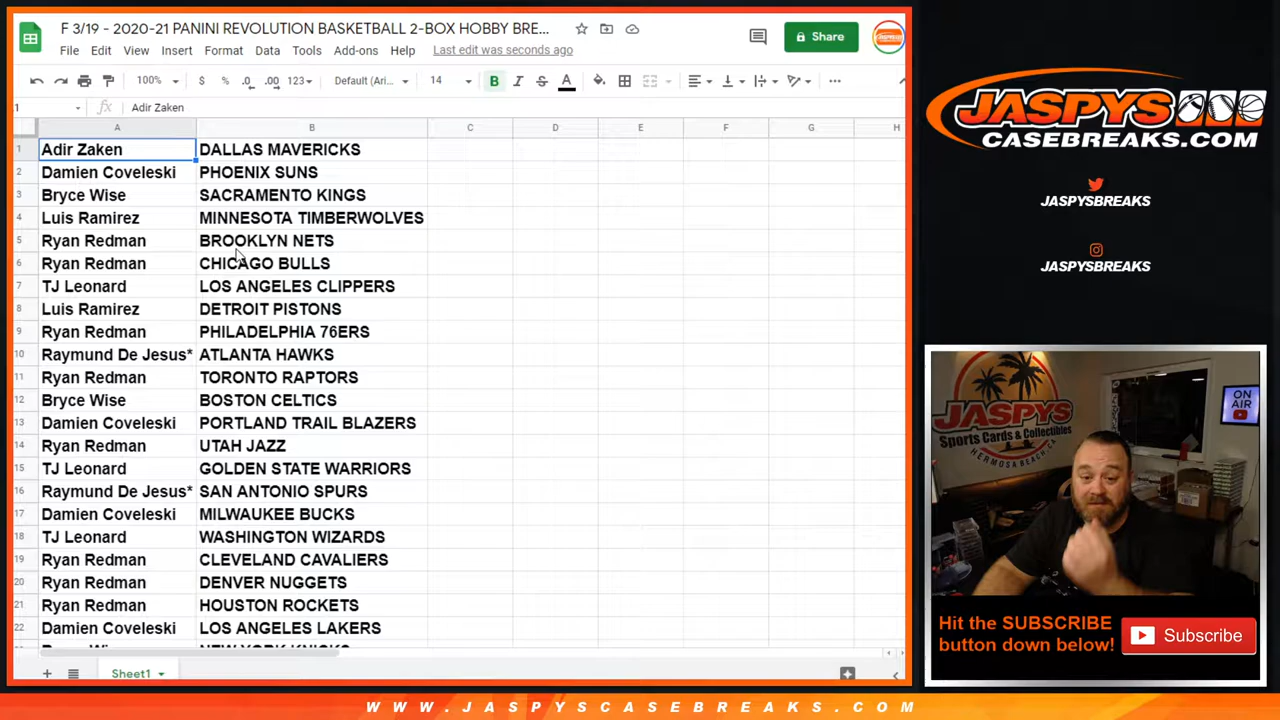 F 3/19 - 2020-21 PANINI REVOLUTION BASKETBALL 2-BOX HOBBY BRE...
File Edit View Insert Format Data Tools Add-ons Help Last edit was seconds ago
Share
100% $ % .0 .00 123 Default (Ari... 14 B I S A
1 fx Adir Zaken
A B C D E F G H
1 Adir Zaken DALLAS MAVERICKS
2 Damien Coveleski PHOENIX SUNS
3 Bryce Wise SACRAMENTO KINGS
4 Luis Ramirez MINNESOTA TIMBERWOLVES
5 Ryan Redman BROOKLYN NETS
6 Ryan Redman CHICAGO BULLS
7 TJ Leonard LOS ANGELES CLIPPERS
8 Luis Ramirez DETROIT PISTONS
9 Ryan Redman PHILADELPHIA 76ERS
10 Raymund De Jesus* ATLANTA HAWKS
11 Ryan Redman TORONTO RAPTORS
12 Bryce Wise BOSTON CELTICS
13 Damien Coveleski PORTLAND TRAIL BLAZERS
14 Ryan Redman UTAH JAZZ
15 TJ Leonard GOLDEN STATE WARRIORS
16 Raymund De Jesus* SAN ANTONIO SPURS
17 Damien Coveleski MILWAUKEE BUCKS
18 TJ Leonard WASHINGTON WIZARDS
19 Ryan Redman CLEVELAND CAVALIERS
20 Ryan Redman DENVER NUGGETS
21 Ryan Redman HOUSTON ROCKETS
22 Damien Coveleski LOS ANGELES LAKERS
NEW YORK KNICKS
Sheet1
JASPYS
CASEBREAKS.COM
JASPYSBREAKS
JASPYSBREAKS
JASPYS
Sports Cards & Collectibles
HERMOSA BEACH, CA
ON
AIR
Hit the SUBSCRIBE
button down below!
Subscribe
WWW.JASPYSCASEBREAKS.COM